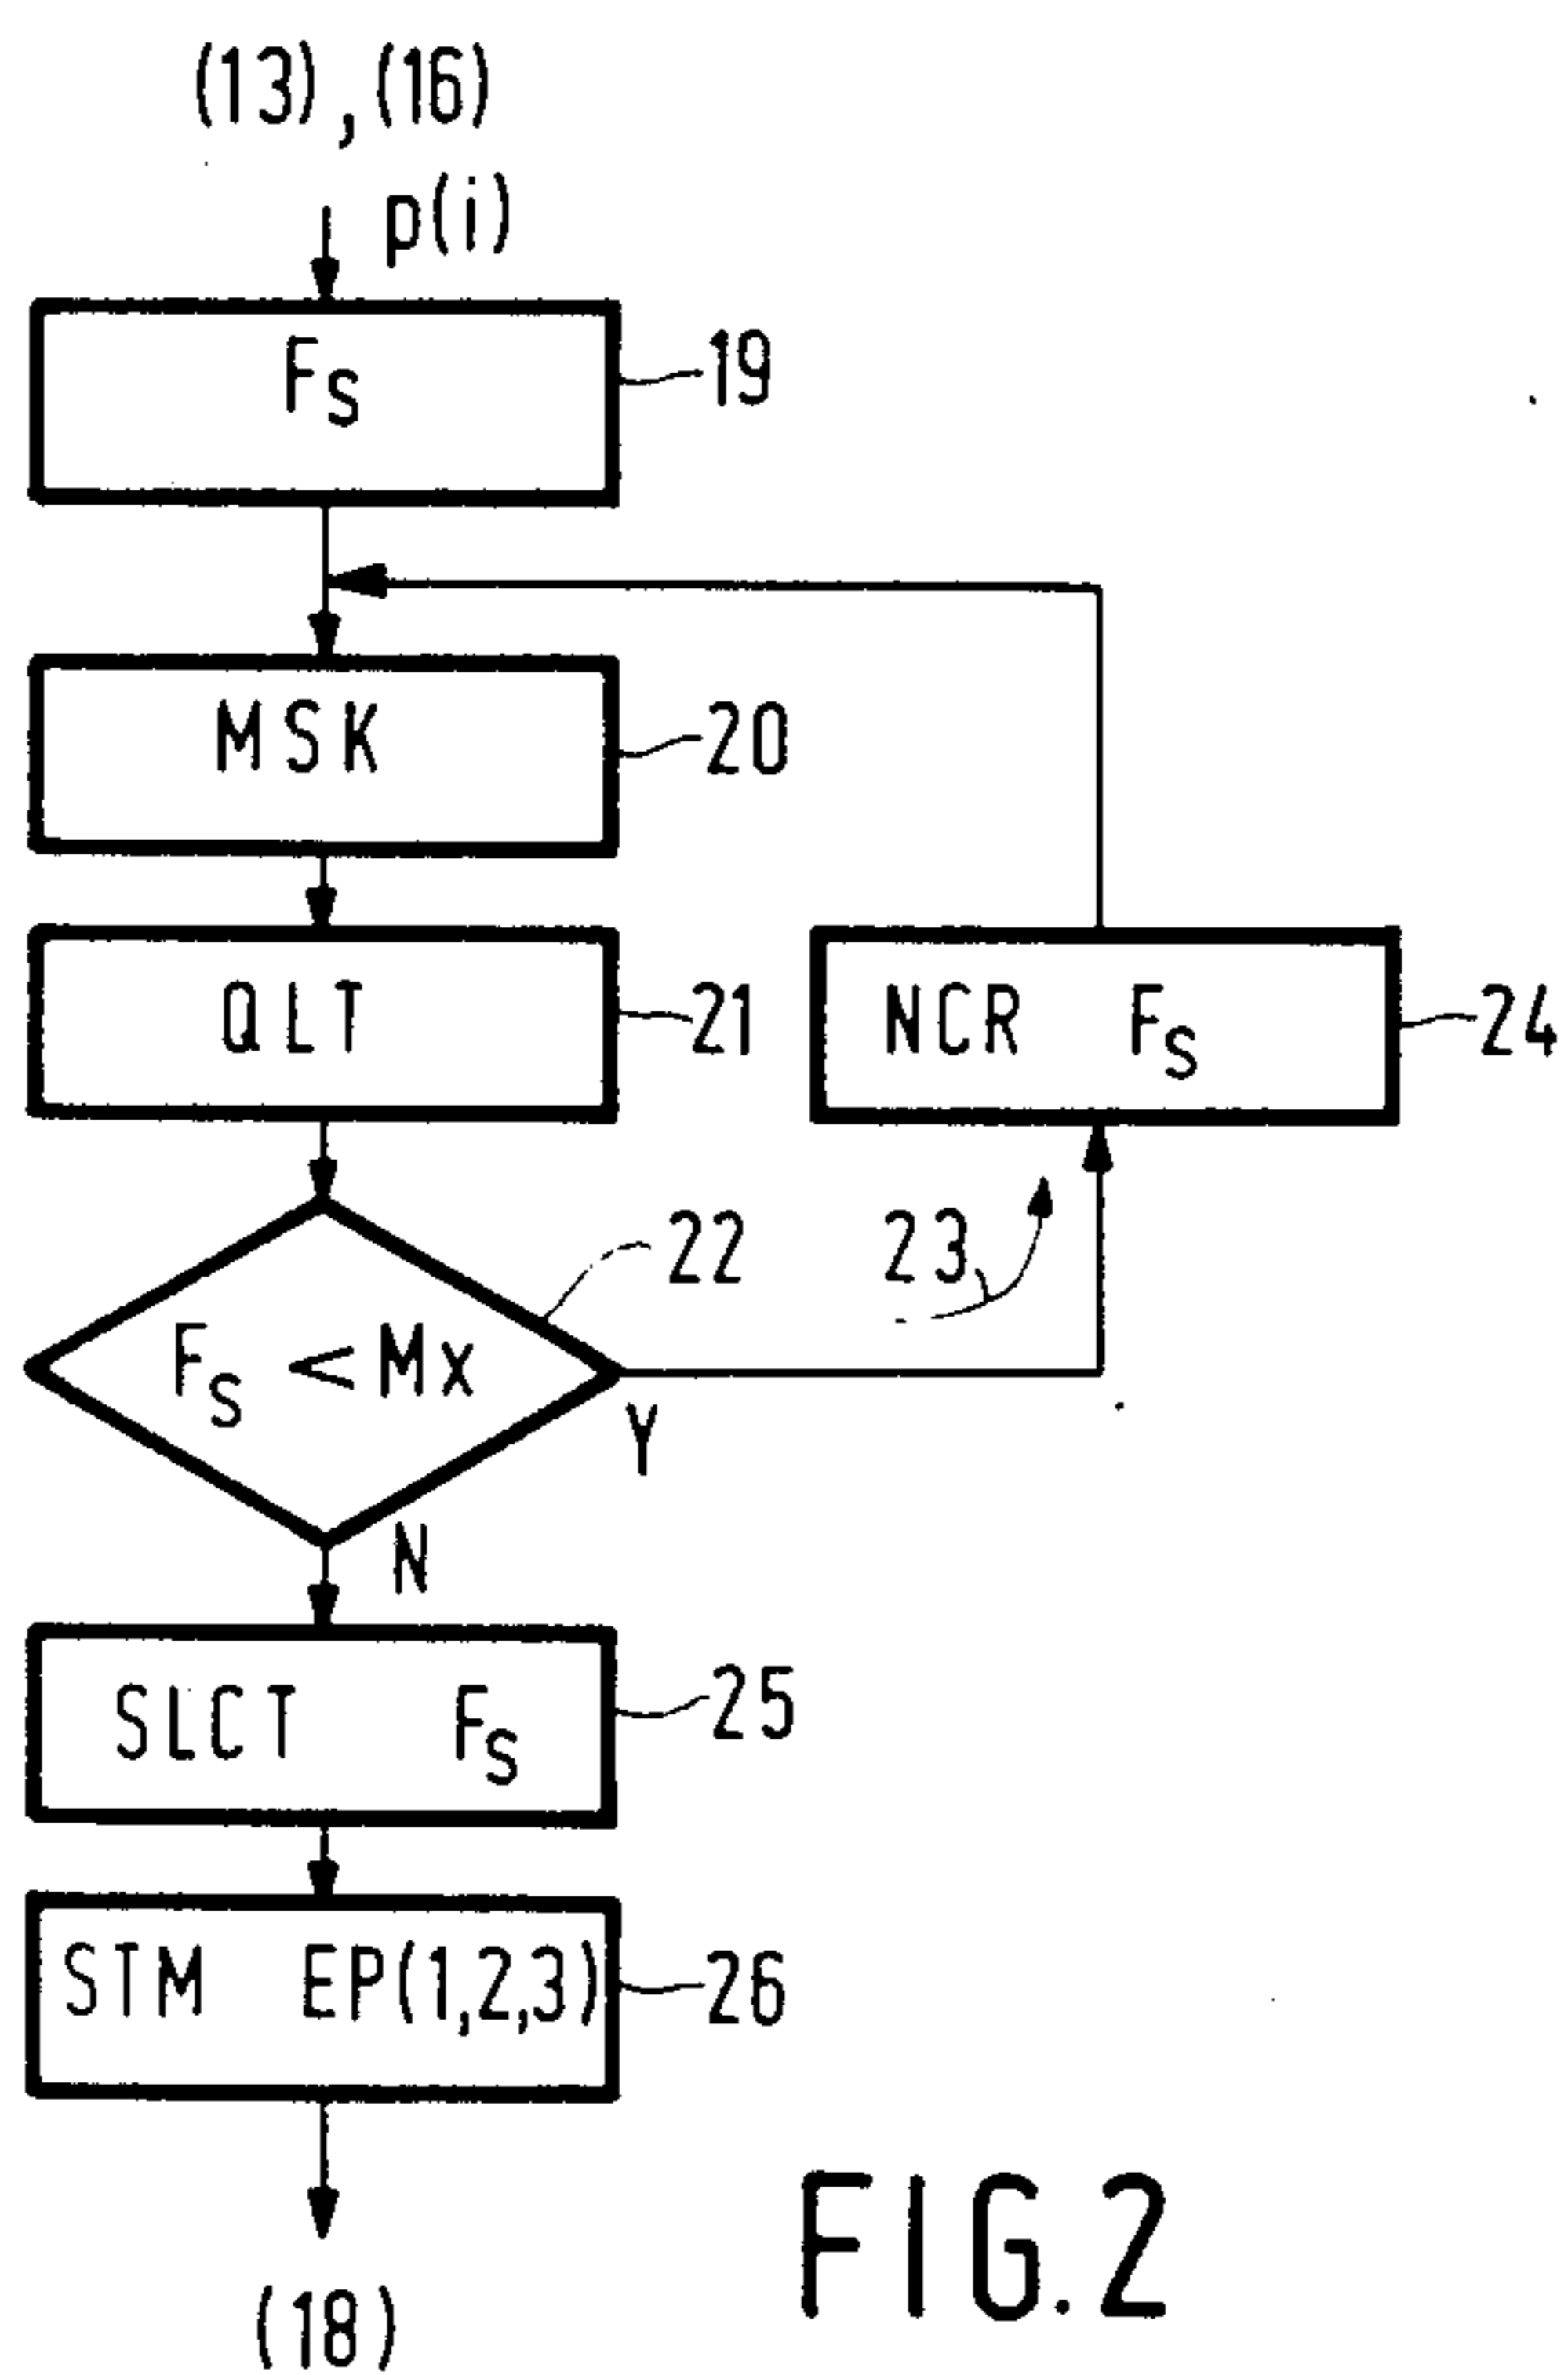 (13),(16)
p(i)
Fs
19
MSK
20
QLT
21
NCR Fs
24
22
23
Fs < Mx
Y
N
SLCT Fs
25
STM EP(1,2,3)
26
(18)
FIG.2